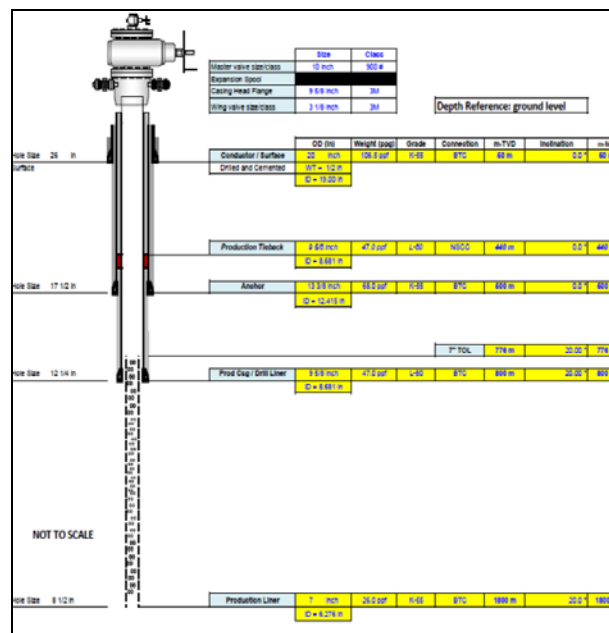 Size Class
Master valve size/class 10 inch 900 #
Expansion Spool
Casing Head Flange 9 5/8 inch 3M
Wing valve size/class 3 1/8 inch 3M
Depth Reference: ground level
OD (in) Weight (ppg) Grade Connection m-TVD Inclination
Hole Size 26 in Conductor / Surface 20 inch 106.5 ppf K-55 BTC 60 m 0.0 °
Surface Drilled and Cemented WT = 1/2 in
ID = 19.00 in
Production Tieback 9 5/8 inch 47.0 ppf L-80 NSCC 440 m 0.0 ° 440
ID = 8.681 in
Hole Size 17 1/2 in Anchor 13 3/8 inch 68.0 ppf K-55 BTC 500 m 0.0 ° 500
ID = 12.415 in
7" TOL 776 m 20.00 ° 776
Hole Size 12 1/4 in Prod Csg / Drill Liner 9 5/8 inch 47.0 ppf L-80 BTC 800 m 20.00 ° 800
ID = 8.681 in
NOT TO SCALE
Hole Size 8 1/2 in Production Liner 7 inch 26.0 ppf K-55 BTC 1800 m 20.0 ° 1800
ID = 6.276 in